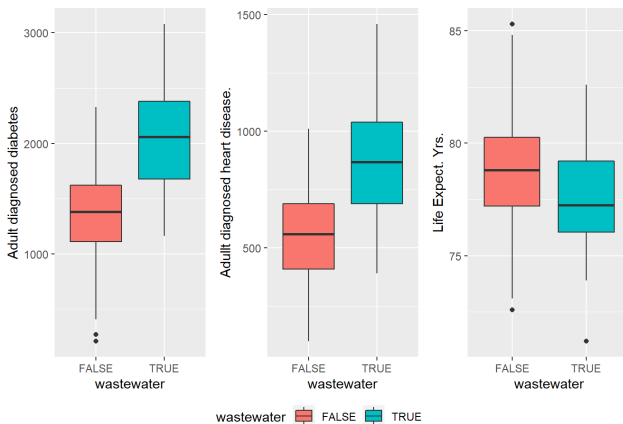 Adult diagnosed diabetes
3000
2000
1000
FALSE TRUE
wastewater
Adullt diagnosed heart disease.
1500
1000
500
FALSE TRUE
wastewater
Life Expect. Yrs.
85
80
75
FALSE TRUE
wastewater
wastewater FALSE TRUE